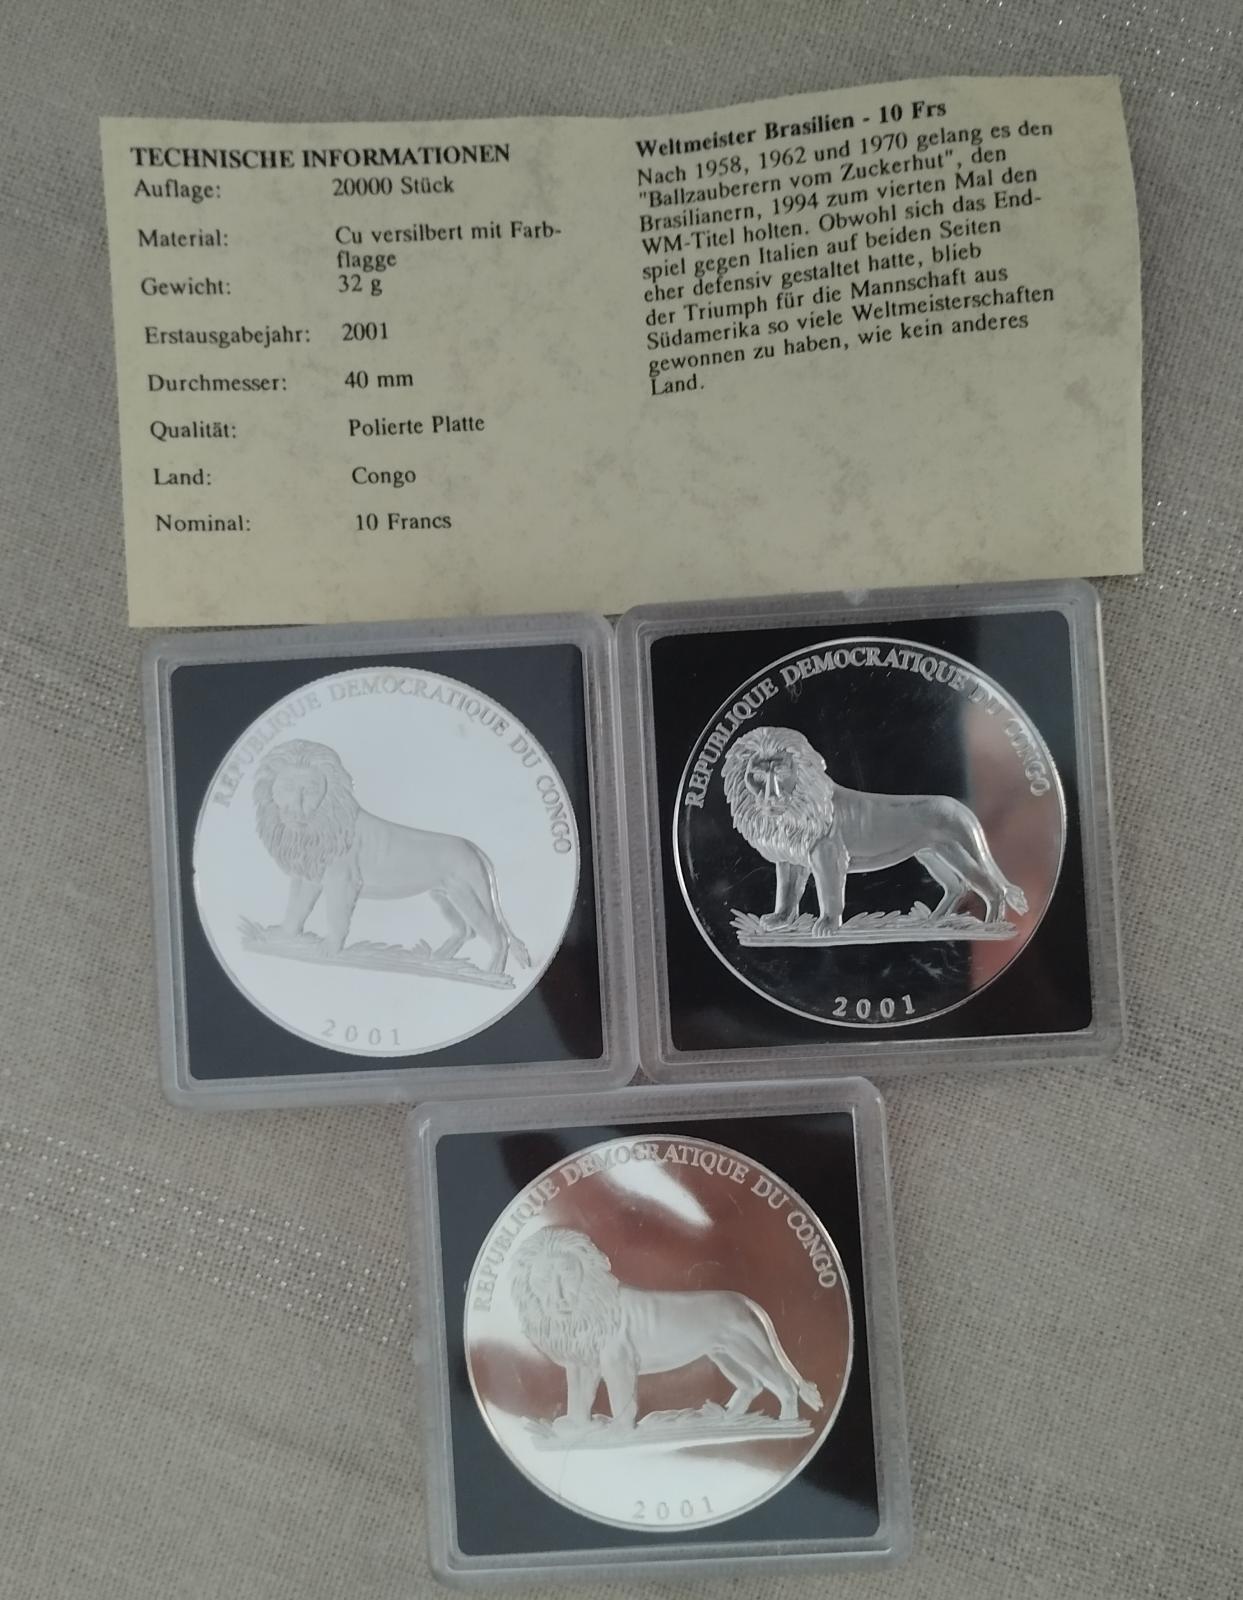 TECHNISCHE INFORMATIONEN
Auflage: 20000 Stück
Material: Cu versilbert mit Farb-
flagge
Gewicht: 32 g
Erstausgabejahr: 2001
Durchmesser: 40 mm
Qualität: Polierte Platte
Land: Congo
Nominal: 10 Francs
Weltmeister Brasilien - 10 Frs
Nach 1958, 1962 und 1970 gelang es den
"Ballzauberern vom Zuckerhut", den
Brasilianern, 1994 zum vierten Mal den
WM-Titel holten. Obwohl sich das End-
spiel gegen Italien auf beiden Seiten
eher defensiv gestaltet hatte, blieb
der Triumph für die Mannschaft aus
Südamerika so viele Weltmeisterschaften
gewonnen zu haben, wie kein anderes
Land.
REPUBLIQUE DEMOCRATIQUE DU CONGO
2001
REPUBLIQUE DEMOCRATIQUE DU CONGO
2001
REPUBLIQUE DEMOCRATIQUE DU CONGO
2001